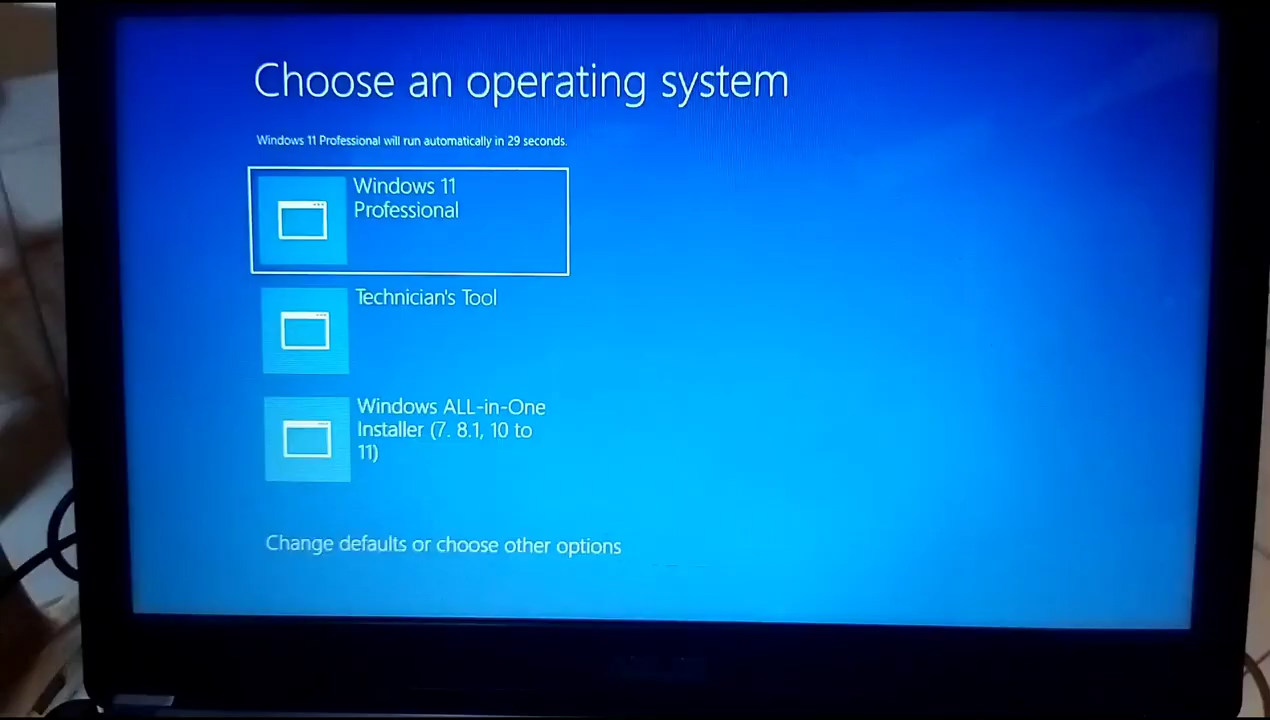 Choose an operating system
Windows 11 Professional will run automatically in 29 seconds.
Windows 11
Professional
Technician's Tool
Windows ALL-in-One
Installer (7. 8.1, 10 to
11)
Change defaults or choose other options